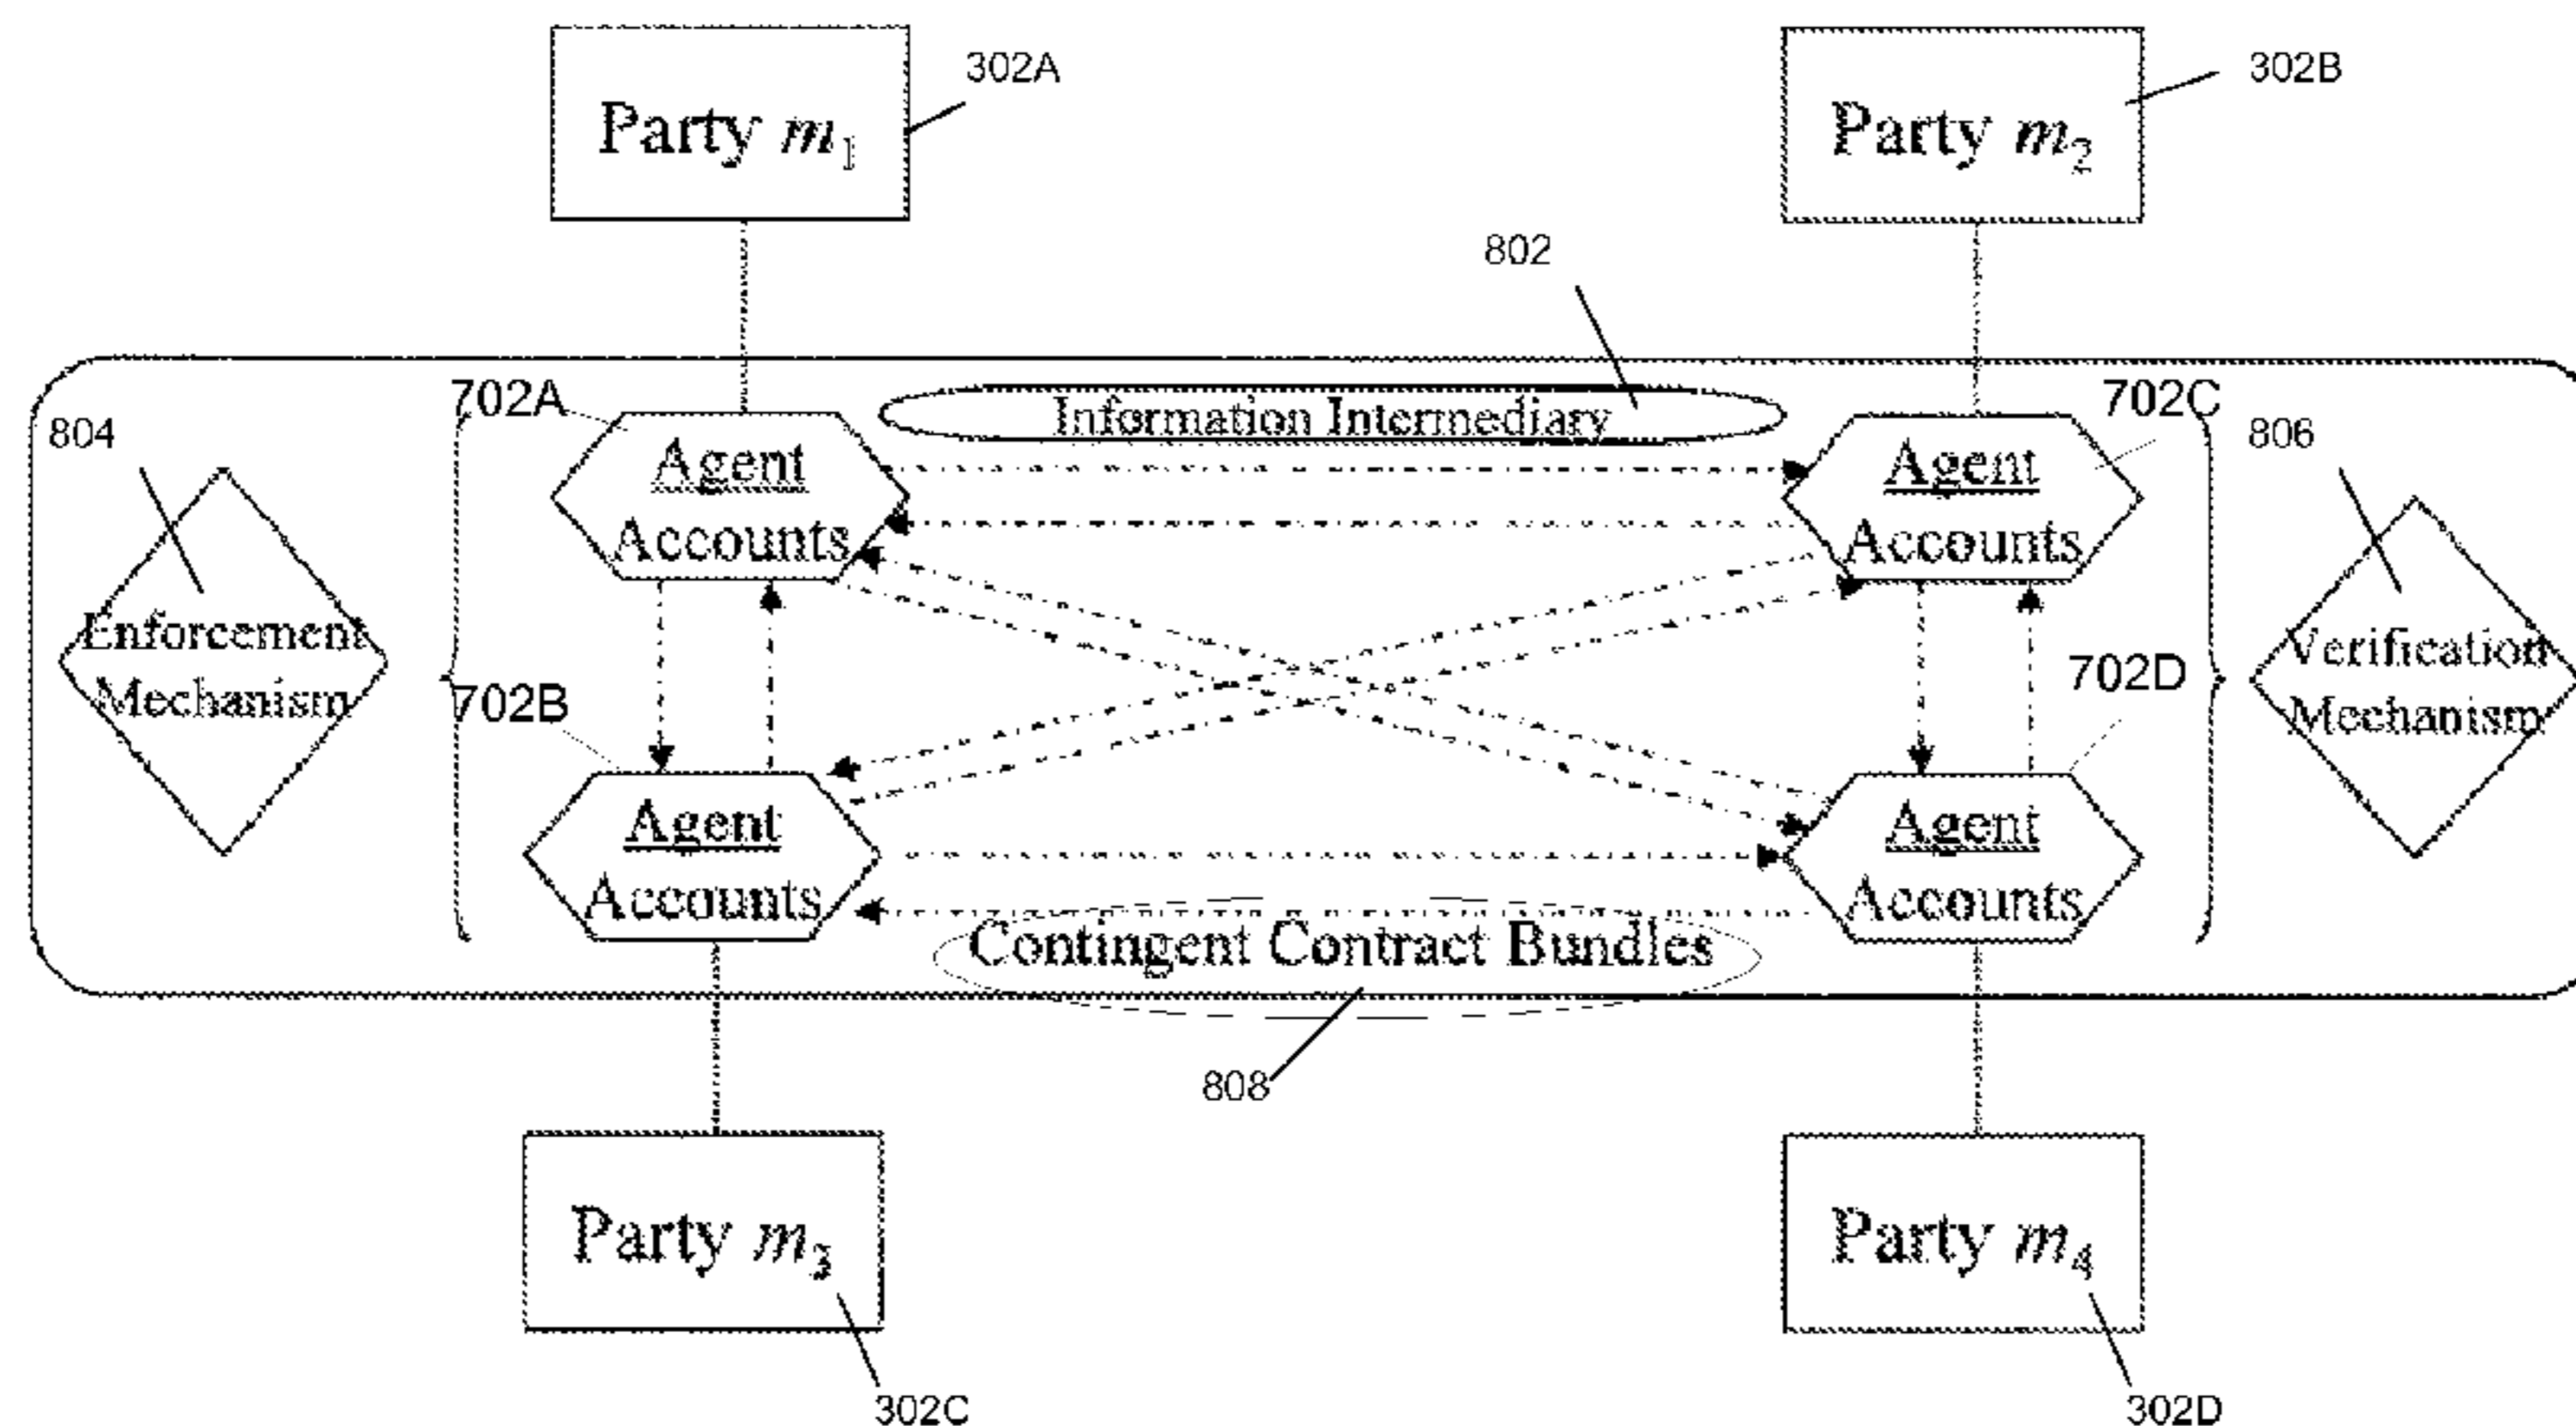 302A
302B
Party m1
Party m2
802
702A
Information Intermediary
702C
804
806
Agent
Accounts
Agent
Accounts
Enforcement
Mechanism
Verification
Mechanism
702B
702D
Agent
Accounts
Agent
Accounts
Contingent Contract Bundles
808
Party m3
Party m4
302C
302D